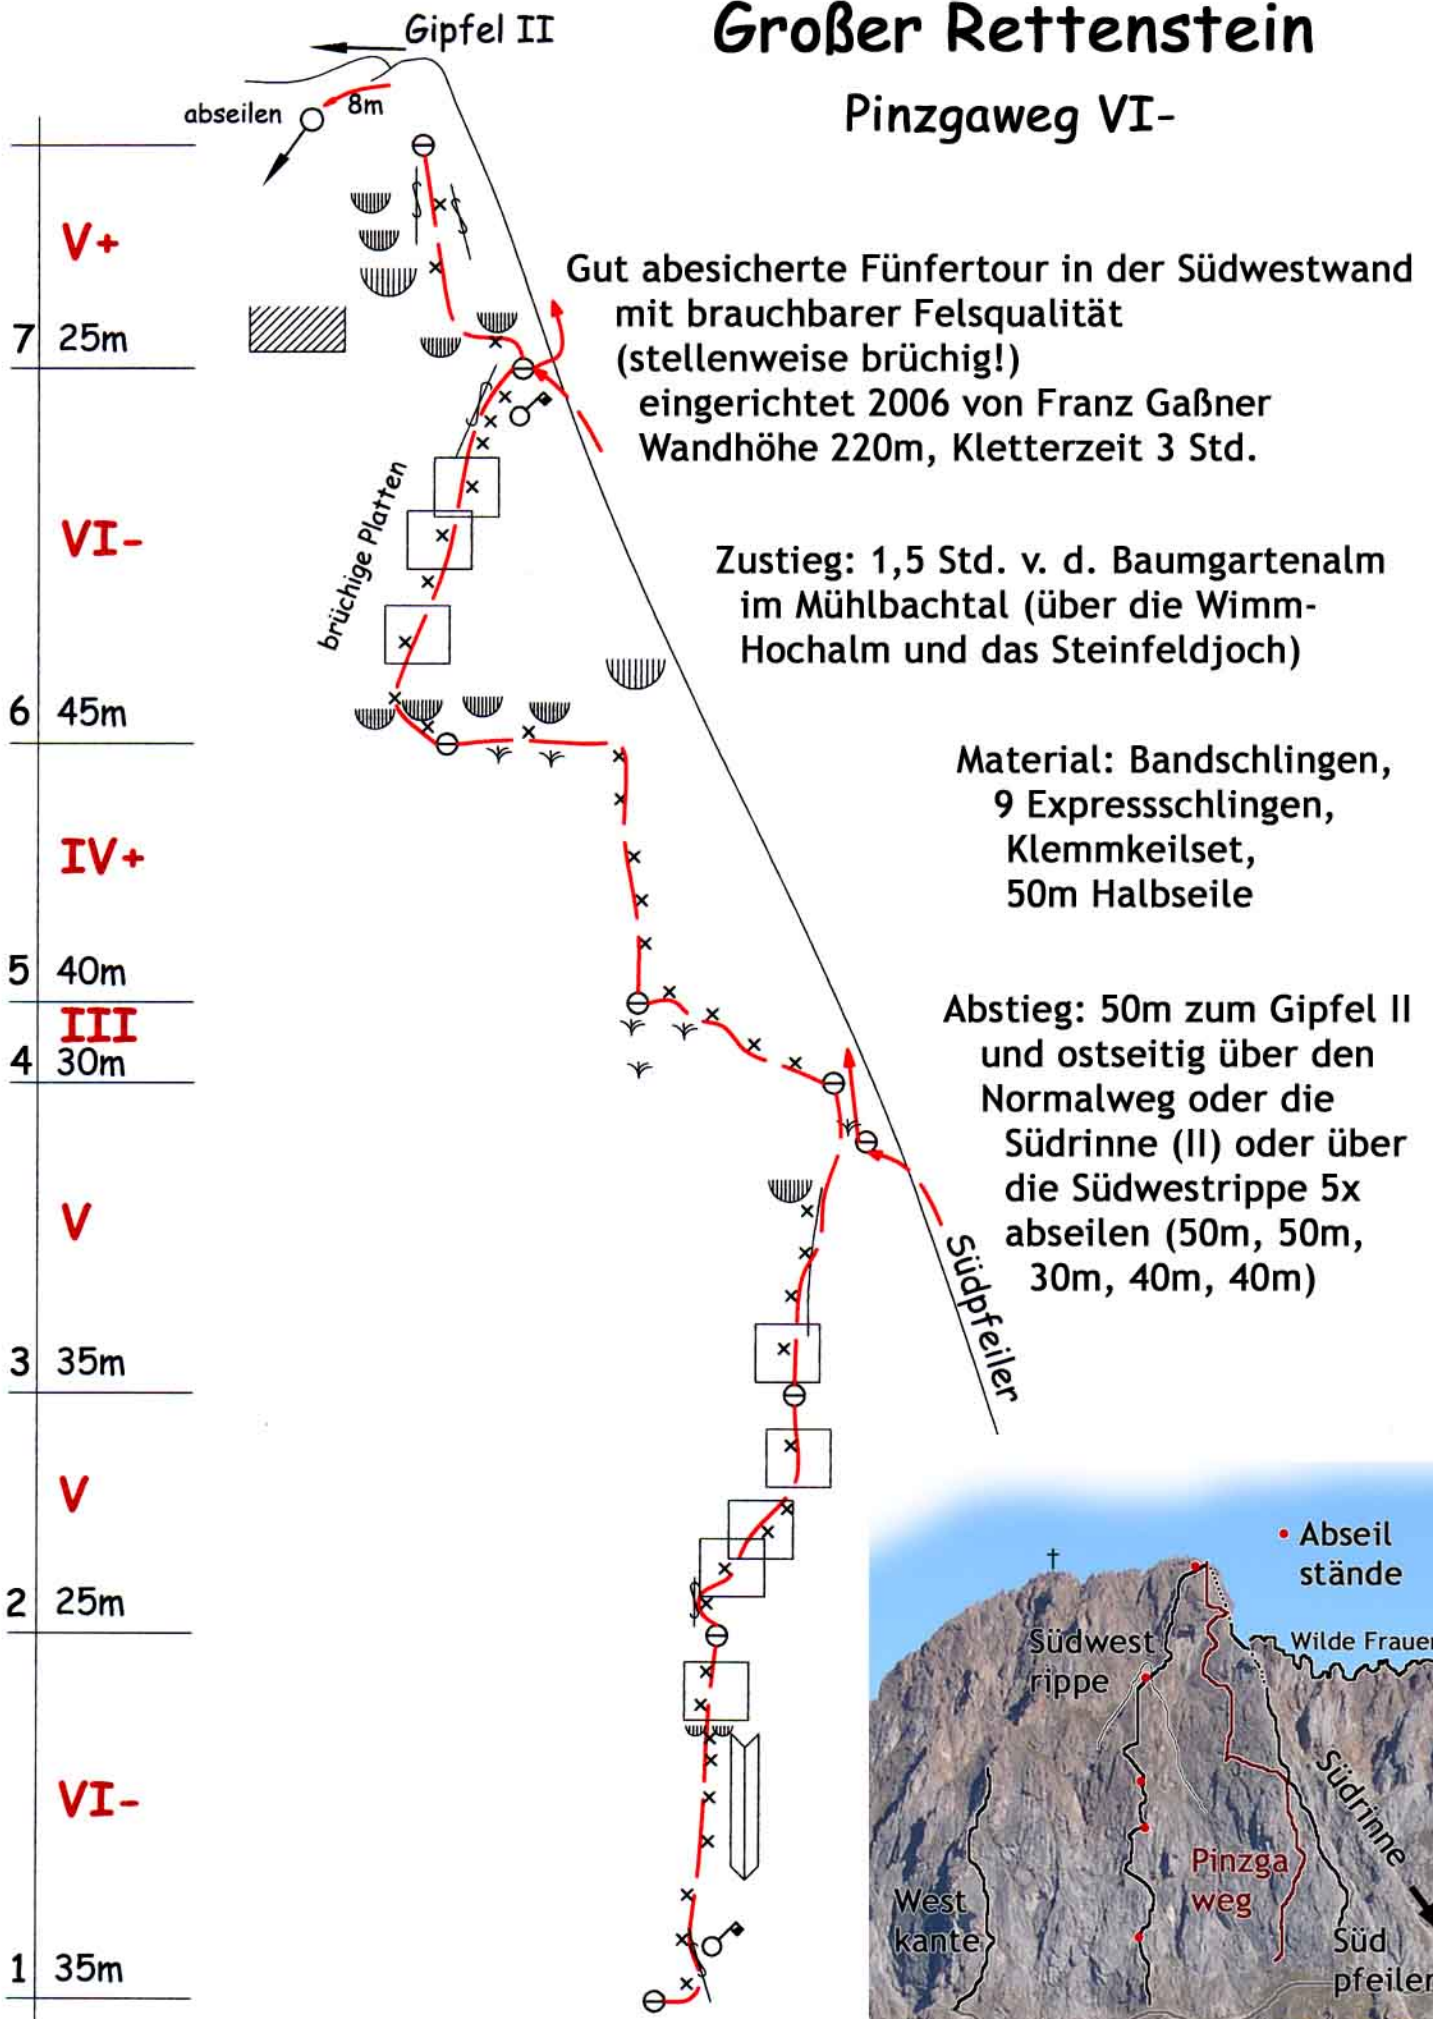 Großer Rettenstein
Pinzgaweg VI-
Gipfel II
abseilen
8m
V+
7 25m
Gut abesicherte Fünfertour in der Südwestwand
mit brauchbarer Felsqualität
(stellenweise brüchig!)
eingerichtet 2006 von Franz Gaßner
Wandhöhe 220m, Kletterzeit 3 Std.
brüchige Platten
VI-
6 45m
Zustieg: 1,5 Std. v. d. Baumgartenalm
im Mühlbachtal (über die Wimm-
Hochalm und das Steinfeldjoch)
Material: Bandschlingen,
9 Expressschlingen,
Klemmkeilset,
50m Halbseile
IV+
5 40m
III
4 30m
Abstieg: 50m zum Gipfel II
und ostseitig über den
Normalweg oder die
Südrinne (II) oder über
die Südwestrippe 5x
abseilen (50m, 50m,
30m, 40m, 40m)
Südpfeiler
V
3 35m
V
2 25m
VI-
1 35m
Abseil
stände
Südwest
rippe
Wilde Frauen
Südrinne
Pinzga
weg
West
kante
Süd
pfeiler